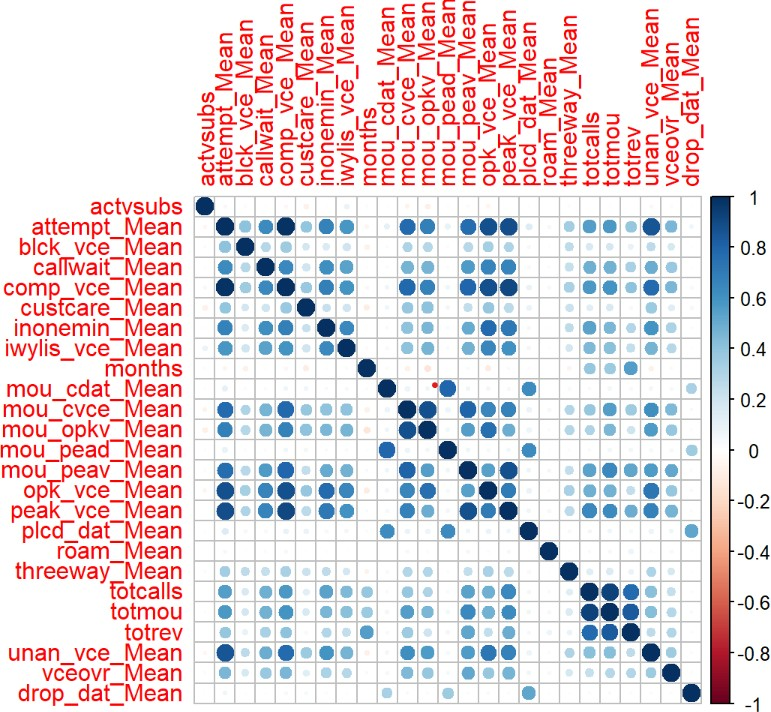 actvsubs
attempt_Mean
blck_vce_Mean
callwait_Mean
comp_vce_Mean
custcare_Mean
inonemin_Mean
iwylis_vce_Mean
months
mou_cdat_Mean
mou_cvce_Mean
mou_opkv_Mean
mou_pead_Mean
mou_peav_Mean
opk_vce_Mean
peak_vce_Mean
plcd_dat_Mean
roam_Mean
threeway_Mean
totcalls
totmou
totrev
unan_vce_Mean
vceovr_Mean
drop_dat_Mean
actvsubs
attempt_Mean
blck_vce_Mean
callwait_Mean
comp_vce_Mean
custcare_Mean
inonemin_Mean
iwylis_vce_Mean
months
mou_cdat_Mean
mou_cvce_Mean
mou_opkv_Mean
mou_pead_Mean
mou_peav_Mean
opk_vce_Mean
peak_vce_Mean
plcd_dat_Mean
roam_Mean
threeway_Mean
totcalls
totmou
totrev
unan_vce_Mean
vceovr_Mean
drop_dat_Mean
1
0.8
0.6
0.4
0.2
0
-0.2
-0.4
-0.6
-0.8
-1